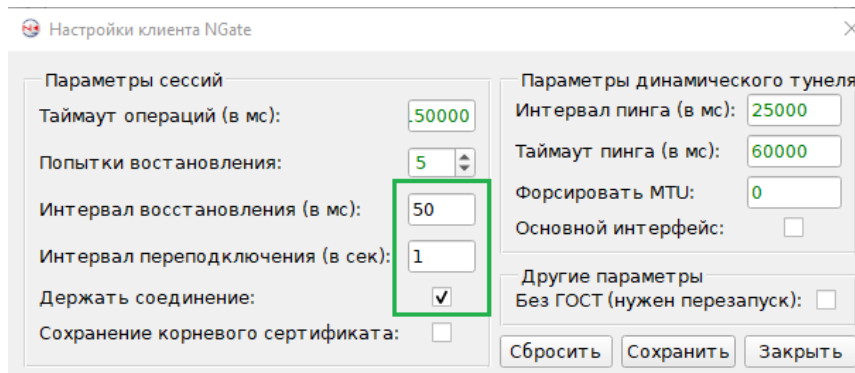 Настройки клиента NGate
Параметры сессий
Таймаут операций (в мс):
.50000
Попытки востановления:
5
Интервал восстановления (в мс):
50
Интервал переподключения (в сек):
1
Держать соединение:
Сохранение корневого сертификата:
Параметры динамического тунеля
Интервал пинга (в мс):
25000
Таймаут пинга (в мс):
60000
Форсировать MTU:
0
Основной интерфейс:
Другие параметры
Без ГОСТ (нужен перезапуск):
Сбросить
Сохранить
Закрыть